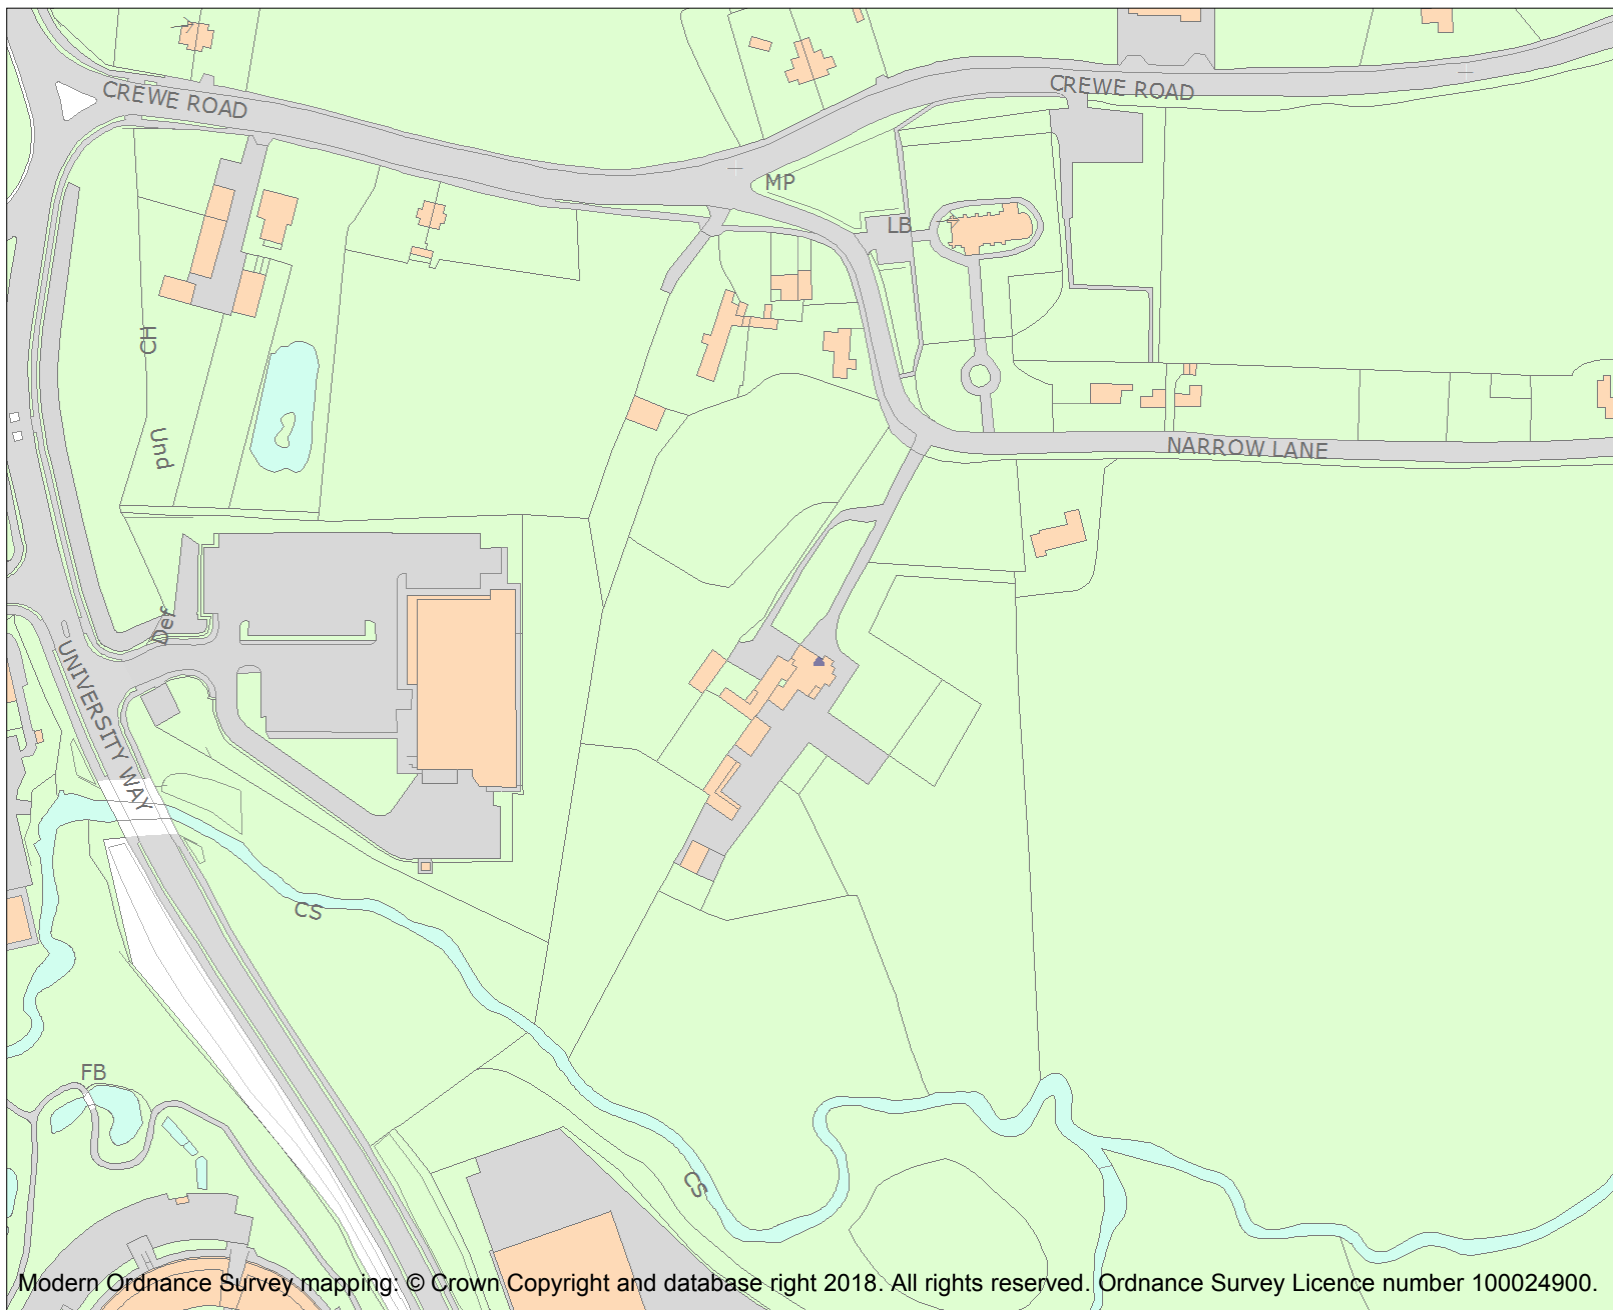 CREWE ROAD
CREWE ROAD
MP
LB
CH
Und
NARROW LANE
Def
UNIVERSITY WAY
CS
FB
CS
Modern Ordnance Survey mapping: © Crown Copyright and database right 2018. All rights reserved. Ordnance Survey Licence number 100024900.